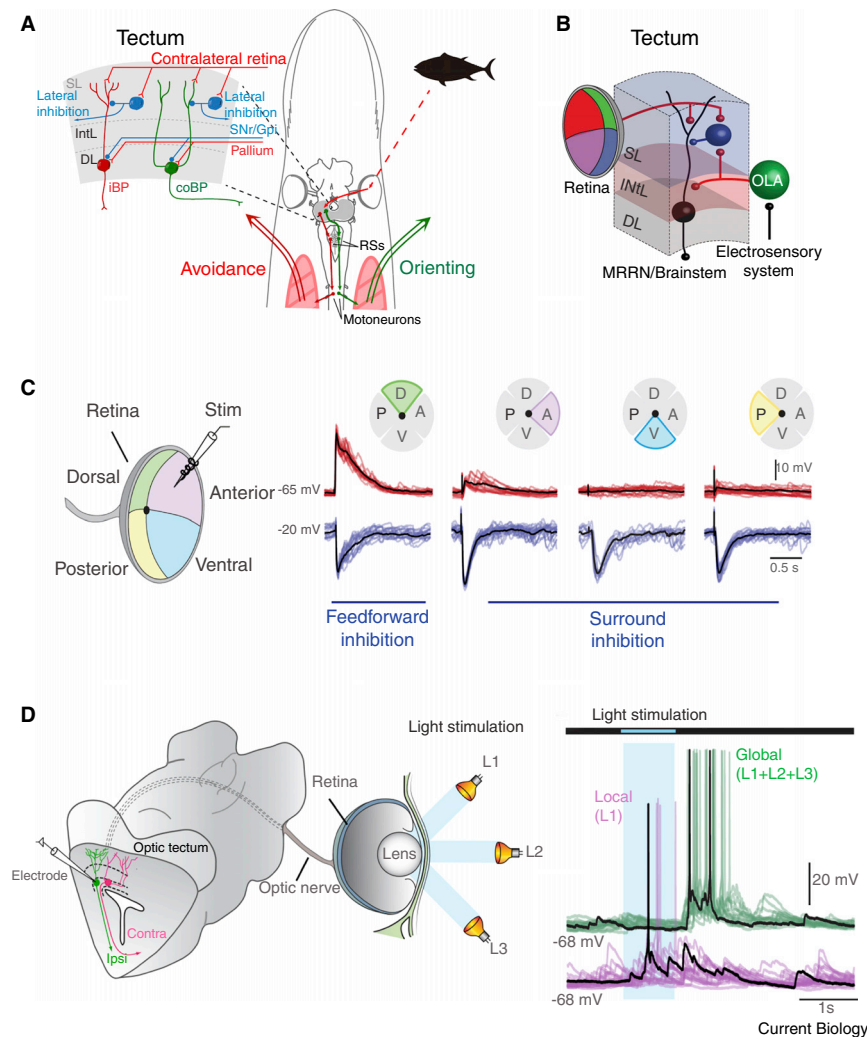 A
Tectum
Contralateral retina
SL
Lateral
inhibition
Lateral
inhibition
SNr/Gpi
IntL
Pallium
DL
iBP
coBP
RSs
Avoidance
Orienting
Motoneurons
B
Tectum
SL
Retina
INtL
OLA
DL
Electrosensory
system
MRRN/Brainstem
C
Retina
Stim
Dorsal
Anterior
Posterior
Ventral
D
P A
V
D
P A
V
D
P A
V
D
P A
V
10 mV
-65 mV
-20 mV
0.5 s
Feedforward
inhibition
Surround
inhibition
D
Light stimulation
L1
Retina
Optic tectum
Lens
L2
Electrode
Optic nerve
Contra
Ipsi
L3
Light stimulation
Global
(L1+L2+L3)
Local
(L1)
20 mV
-68 mV
-68 mV
1s
Current Biology